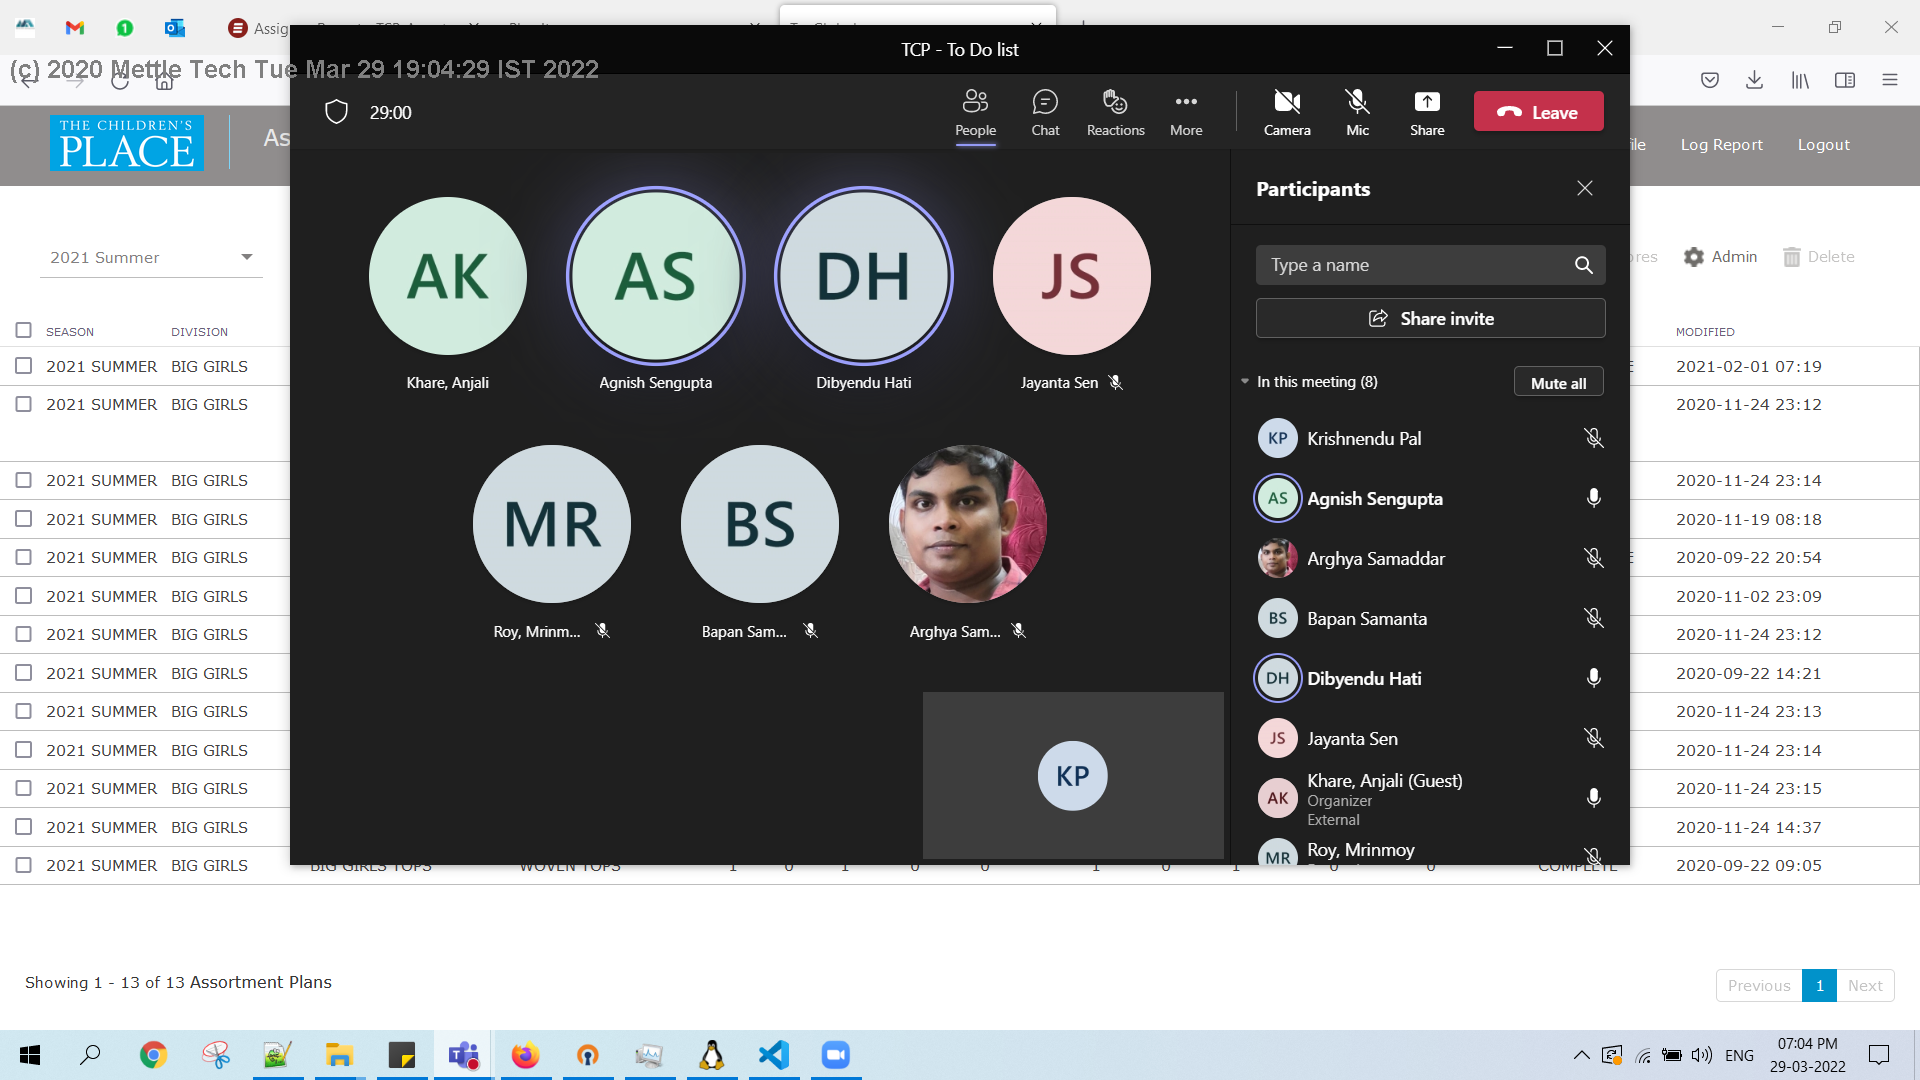 Assig
(c) 2020 Mettle Tech Tue Mar 29 19:04:29 IST 2022
TCP - To Do list
29:00
People
Chat
Reactions
More
Camera
Mic
Share
Leave
THE CHILDREN'S
PLACE
As
ile
Log Report
Logout
AK
AS
DH
JS
Khare, Anjali
Agnish Sengupta
Dibyendu Hati
Jayanta Sen
MR
BS
Roy, Mrinm...
Bapan Sam...
Arghya Sam...
KP
Participants
Type a name
Share invite
In this meeting (8)
Mute all
KP Krishnendu Pal
AS Agnish Sengupta
Arghya Samaddar
BS Bapan Samanta
DH Dibyendu Hati
JS Jayanta Sen
AK Khare, Anjali (Guest)
Organizer
External
MR Roy, Mrinmoy
2021 Summer
ores
Admin
Delete
SEASON DIVISION MODIFIED
2021 SUMMER BIG GIRLS 2021-02-01 07:19
2021 SUMMER BIG GIRLS 2020-11-24 23:12
2021 SUMMER BIG GIRLS 2020-11-24 23:14
2021 SUMMER BIG GIRLS 2020-11-19 08:18
2021 SUMMER BIG GIRLS 2020-09-22 20:54
2021 SUMMER BIG GIRLS 2020-11-02 23:09
2021 SUMMER BIG GIRLS 2020-11-24 23:12
2021 SUMMER BIG GIRLS 2020-09-22 14:21
2021 SUMMER BIG GIRLS 2020-11-24 23:13
2021 SUMMER BIG GIRLS 2020-11-24 23:14
2021 SUMMER BIG GIRLS 2020-11-24 23:15
2021 SUMMER BIG GIRLS 2020-11-24 14:37
2021 SUMMER BIG GIRLS BIG GIRLS TOPS WOVEN TOPS 1 0 1 0 0 1 0 1 0 0 COMPLETE 2020-09-22 09:05
Showing 1 - 13 of 13 Assortment Plans
Previous 1 Next
ENG
07:04 PM
29-03-2022